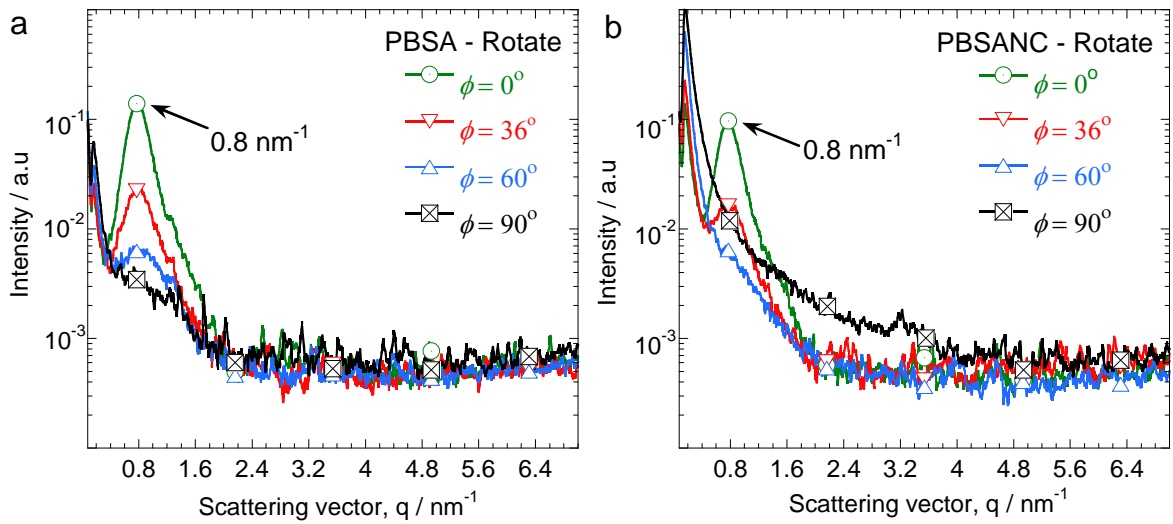 a
PBSA - Rotate
ϕ = 0°
ϕ = 36°
ϕ = 60°
ϕ = 90°
0.8 nm⁻¹
10⁻¹
10⁻²
10⁻³
Intensity / a.u
0.8 1.6 2.4 3.2 4 4.8 5.6 6.4
Scattering vector, q / nm⁻¹
b
PBSANC - Rotate
ϕ = 0°
ϕ = 36°
ϕ = 60°
ϕ = 90°
0.8 nm⁻¹
10⁻¹
10⁻²
10⁻³
Intensity / a.u
0.8 1.6 2.4 3.2 4 4.8 5.6 6.4
Scattering vector, q / nm⁻¹